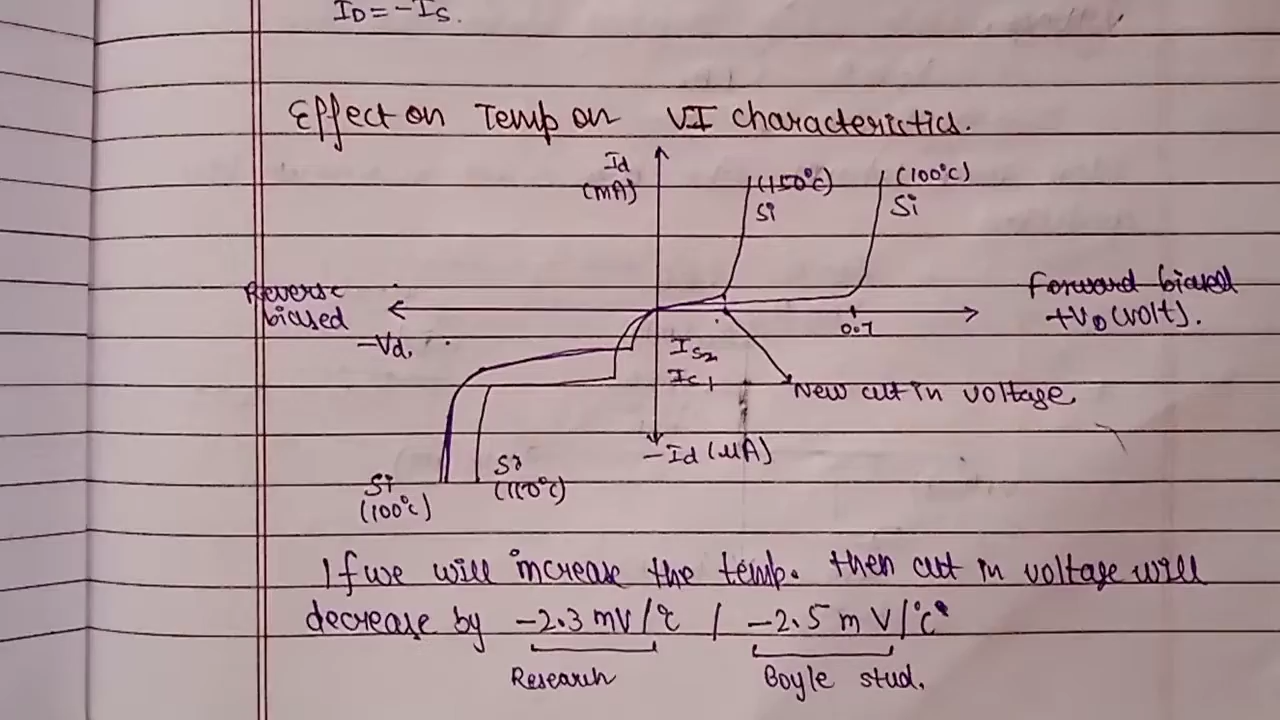 ID = -IS.
Effect on Temp on VI characteristics.
Id
(mA)
(150°c)
Si
(100°c)
Si
Reverse
biased
-Vd.
Forward biased
+VD (volt).
0.7
IS2
IS1
New cut in voltage
-Id (μA)
Si
(100°c)
Si
(150°c)
If we will increase the temp. then cut in voltage will
decrease by -2.3 mV/°c / -2.5 m V/°c
Research
Boyle stud.